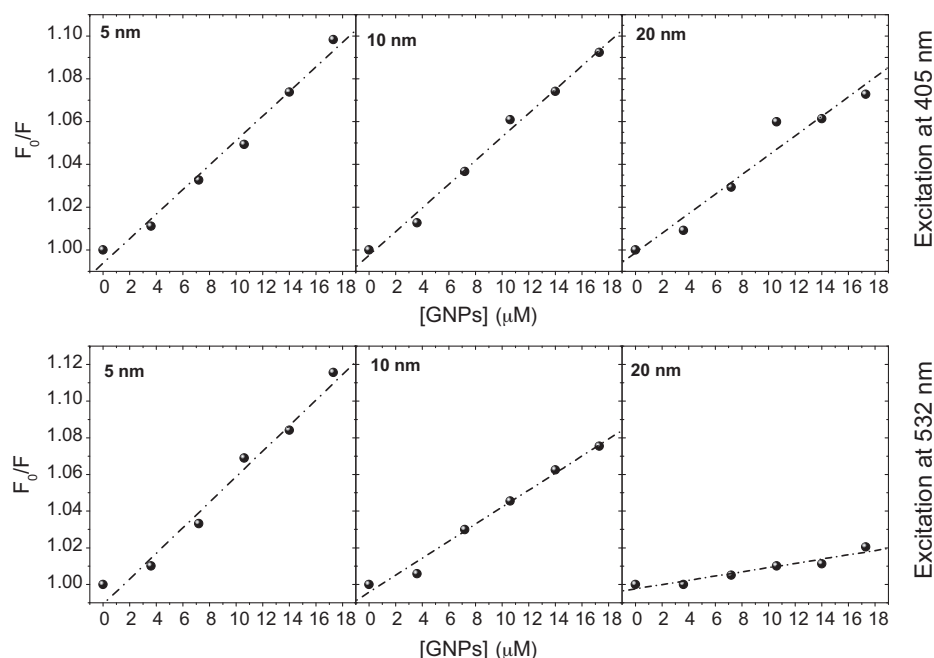 5 nm
10 nm
20 nm
1.10
1.08
1.06
1.04
1.02
1.00
F₀/F
0 2 4 6 8 10 12 14 16 18
0 2 4 6 8 10 12 14 16 18
0 2 4 6 8 10 12 14 16 18
[GNPs] (μM)
Excitation at 405 nm
5 nm
10 nm
20 nm
1.12
1.10
1.08
1.06
1.04
1.02
1.00
F₀/F
0 2 4 6 8 10 12 14 16 18
0 2 4 6 8 10 12 14 16 18
0 2 4 6 8 10 12 14 16 18
[GNPs] (μM)
Excitation at 532 nm